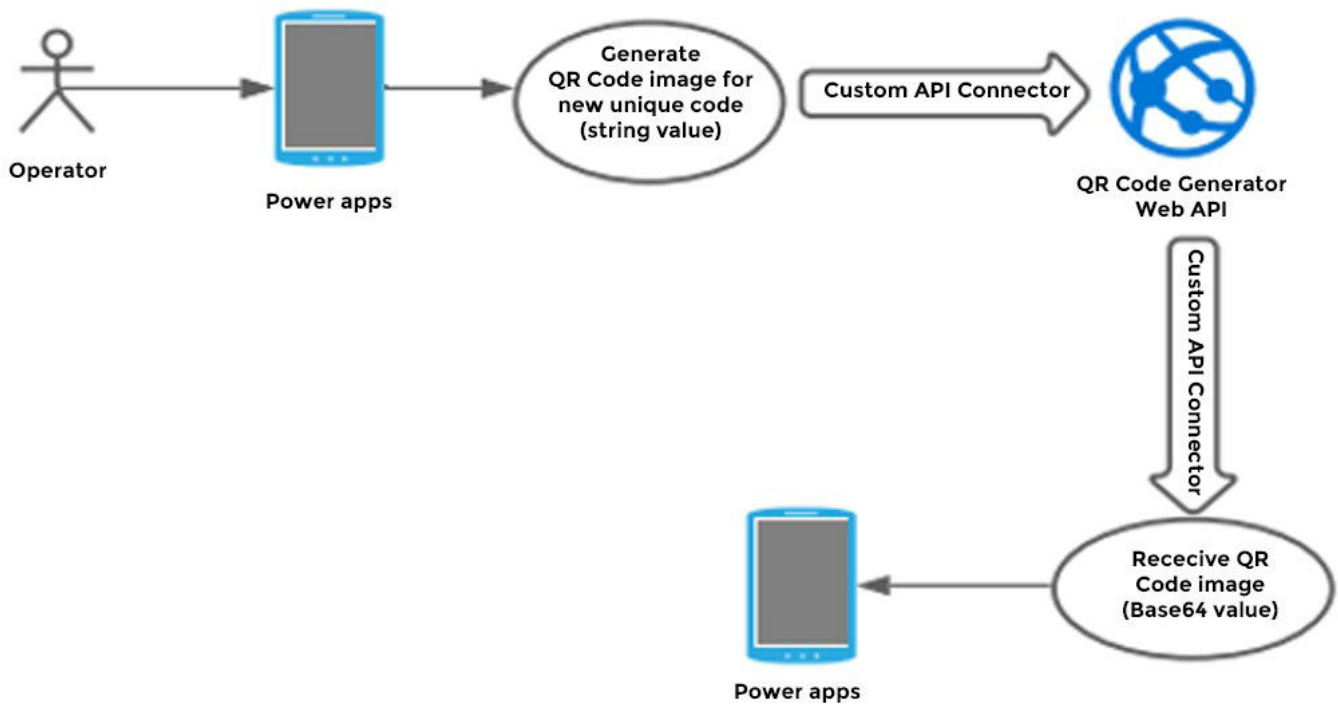 Operator
Power apps
Generate
QR Code image for
new unique code
(string value)
Custom API Connector
QR Code Generator
Web API
Custom API Connector
Rececive QR
Code image
(Base64 value)
Power apps